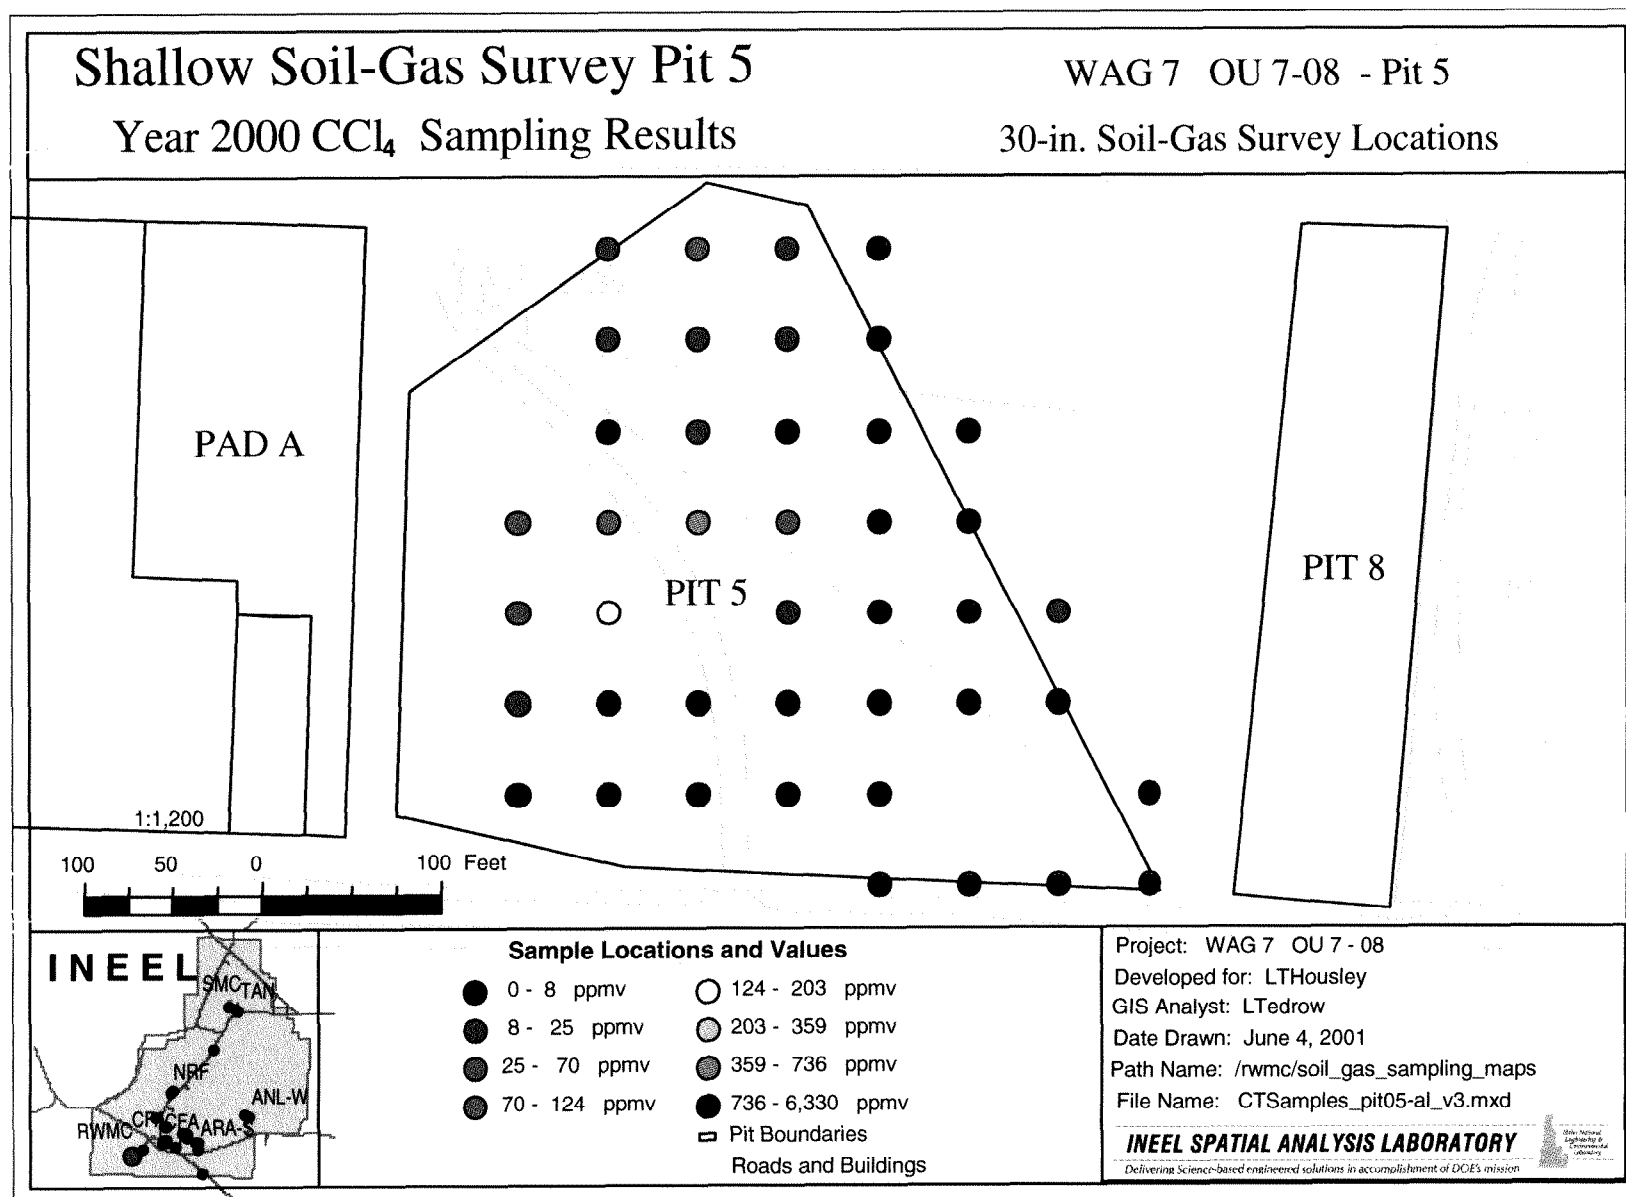 Shallow Soil-Gas Survey Pit 5
Year 2000 CCl₄ Sampling Results
WAG 7 OU 7-08 - Pit 5
30-in. Soil-Gas Survey Locations
PAD A
PIT 5
PIT 8
1:1,200
100 50 0 100 Feet
INEEL
SMC
TAN
NRF
ANL-W
CFA
ARA-S
RWMC
Sample Locations and Values
0 - 8 ppmv
8 - 25 ppmv
25 - 70 ppmv
70 - 124 ppmv
124 - 203 ppmv
203 - 359 ppmv
359 - 736 ppmv
736 - 6,330 ppmv
Pit Boundaries
Roads and Buildings
Project: WAG 7 OU 7 - 08
Developed for: LTHousley
GIS Analyst: LTedrow
Date Drawn: June 4, 2001
Path Name: /rwmc/soil_gas_sampling_maps
File Name: CTSamples_pit05-al_v3.mxd
INEEL SPATIAL ANALYSIS LABORATORY
Delivering Science-based engineered solutions in accomplishment of DOE's mission